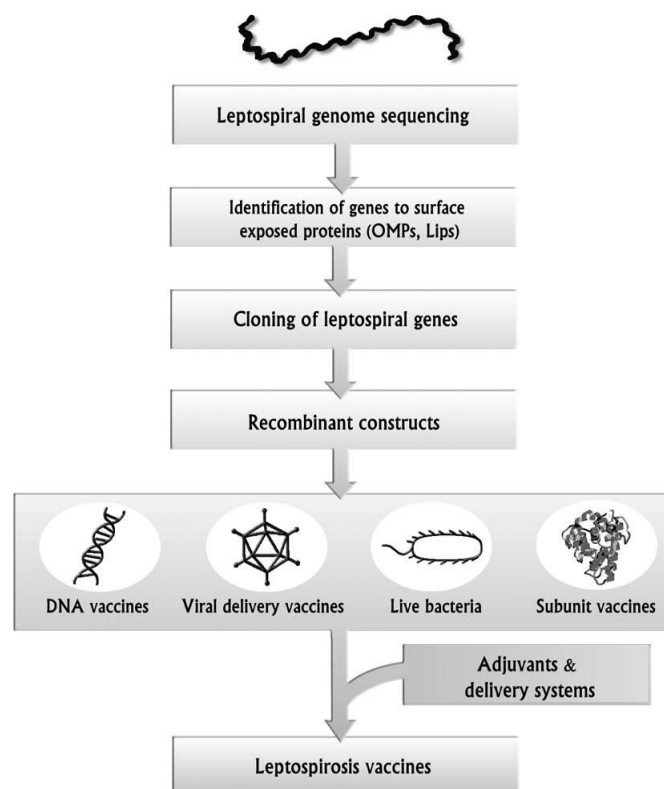 Leptospiral genome sequencing
Identification of genes to surface
exposed proteins (OMPs, Lips)
Cloning of leptospiral genes
Recombinant constructs
DNA vaccines
Viral delivery vaccines
Live bacteria
Subunit vaccines
Adjuvants &
delivery systems
Leptospirosis vaccines